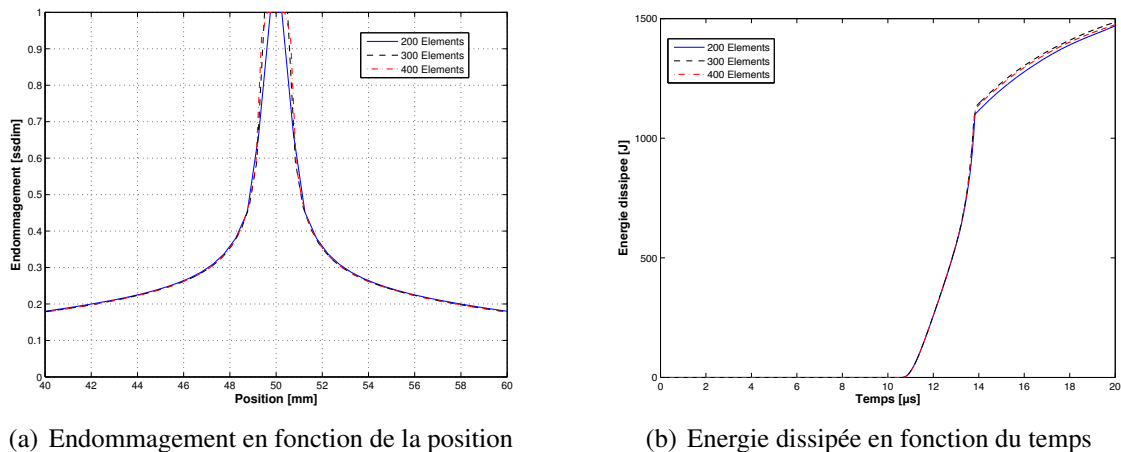 1
0.9
0.8
0.7
0.6
0.5
0.4
0.3
0.2
0.1
0
Endommagement [ssdim]
200 Elements
300 Elements
400 Elements
40 42 44 46 48 50 52 54 56 58 60
Position [mm]
(a) Endommagement en fonction de la position
1500
1000
500
0
Energie dissipee [J]
200 Elements
300 Elements
400 Elements
0 2 4 6 8 10 12 14 16 18 20
Temps [µs]
(b) Energie dissipée en fonction du temps